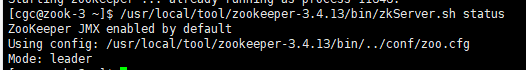 [cgc@zook-3 ~]$ /usr/local/tool/zookeeper-3.4.13/bin/zkServer.sh status
ZooKeeper JMX enabled by default
Using config: /usr/local/tool/zookeeper-3.4.13/bin/../conf/zoo.cfg
Mode: leader